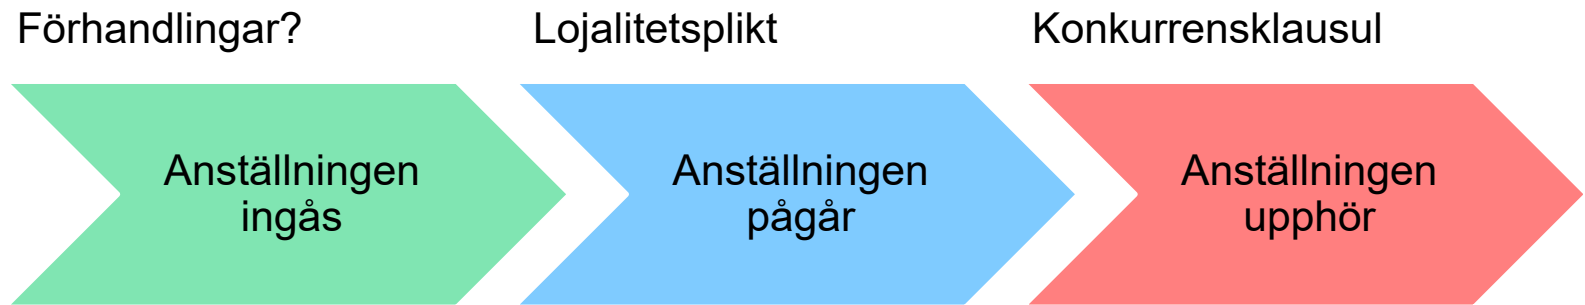 Förhandlingar?
Lojalitetsplikt
Konkurrensklausul
Anställningen
ingås
Anställningen
pågår
Anställningen
upphör